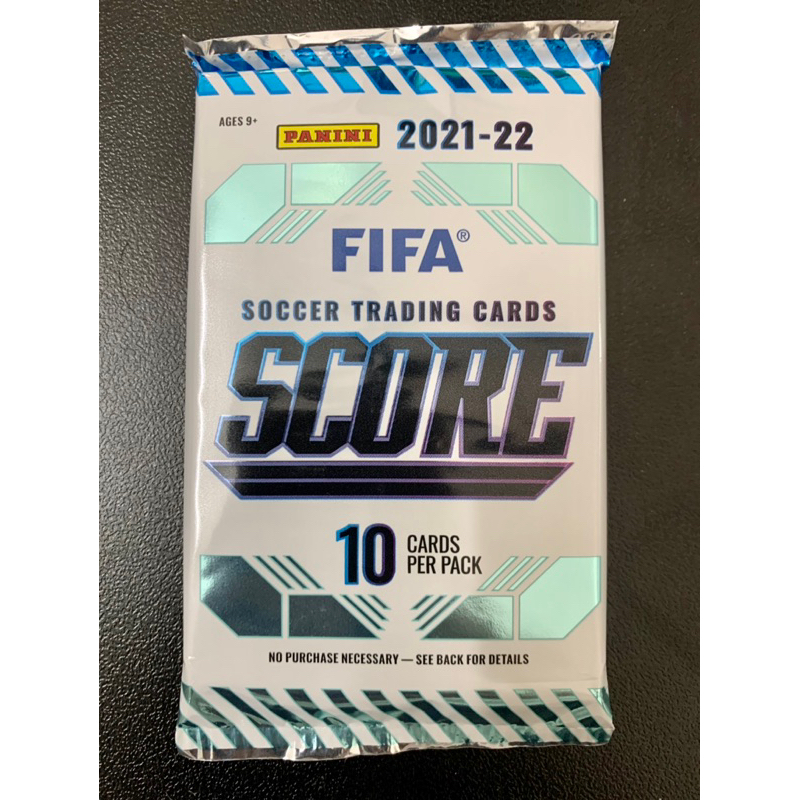 AGES 9+
PANINI 2021-22
FIFA®
SOCCER TRADING CARDS
SCORE
10 CARDS
PER PACK
NO PURCHASE NECESSARY — SEE BACK FOR DETAILS